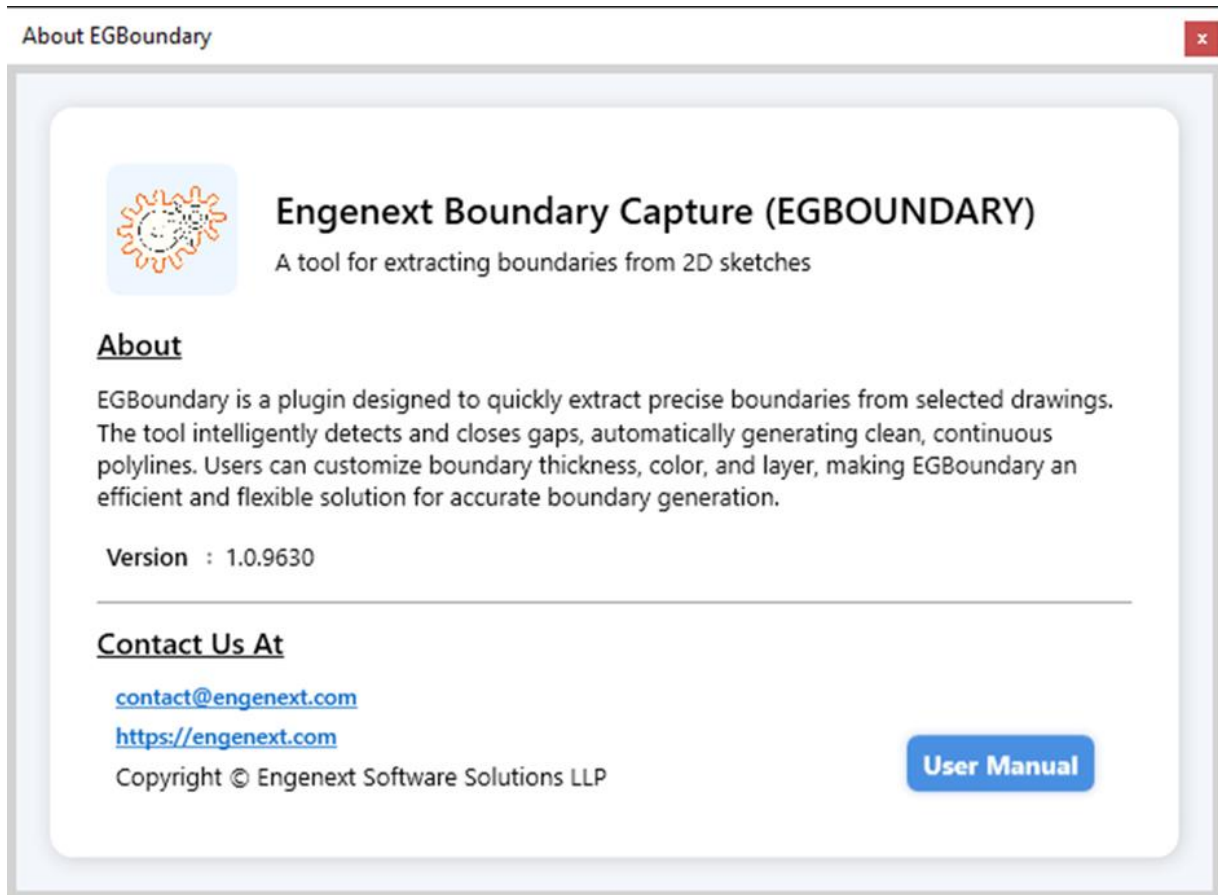 About EGBoundary
x
Engenext Boundary Capture (EGBOUNDARY)
A tool for extracting boundaries from 2D sketches
About
EGBoundary is a plugin designed to quickly extract precise boundaries from selected drawings.
The tool intelligently detects and closes gaps, automatically generating clean, continuous
polylines. Users can customize boundary thickness, color, and layer, making EGBoundary an
efficient and flexible solution for accurate boundary generation.
Version : 1.0.9630
Contact Us At
contact@engenext.com
https://engenext.com
Copyright © Engenext Software Solutions LLP
User Manual